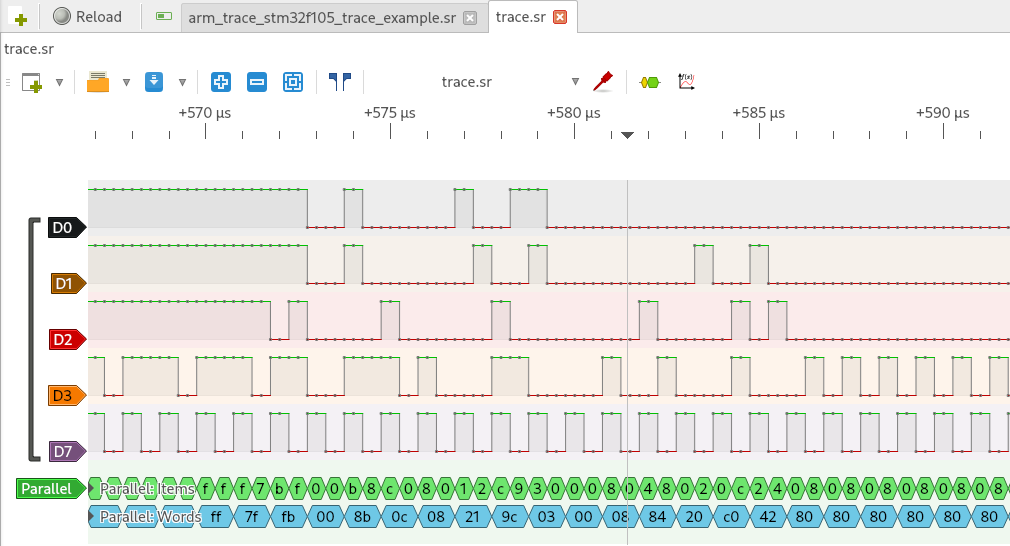 Reload
arm_trace_stm32f105_trace_example.sr
trace.sr
trace.sr
trace.sr
f(x)
+570 µs
+575 µs
+580 µs
+585 µs
+590 µs
D0
D1
D2
D3
D7
Parallel
Parallel: Items
f f f 7 b f 0 0 b 8 c 0 8 0 1 2 c 9 3 0 0 0 8 0 4 8 0 2 0 c 2 4 0 8 0 8 0 8 0 8 0 8 0 8
Parallel: Words
ff 7f fb 00 8b 0c 08 21 9c 03 00 08 84 20 c0 42 80 80 80 80 80 80